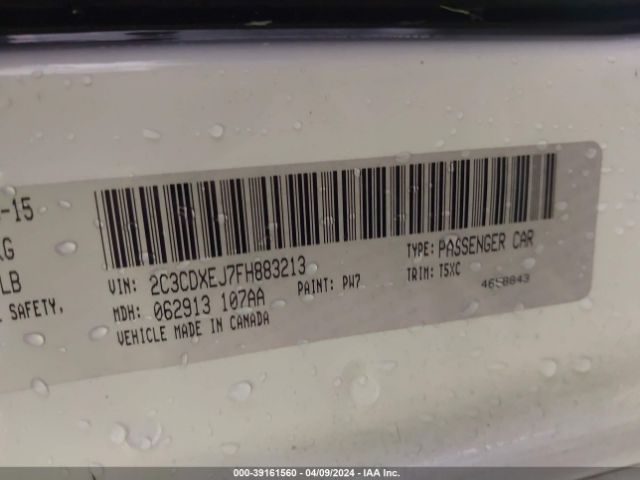 -15
KG
LB
SAFETY.
VIN: 2C3CDXEJ7FH883213
TYPE: PASSENGER CAR
MDH: 062913 107AA
PAINT: PW7
TRIM: T5XC
VEHICLE MADE IN CANADA
4658843
000-39161560 - 04/09/2024 - IAA Inc.